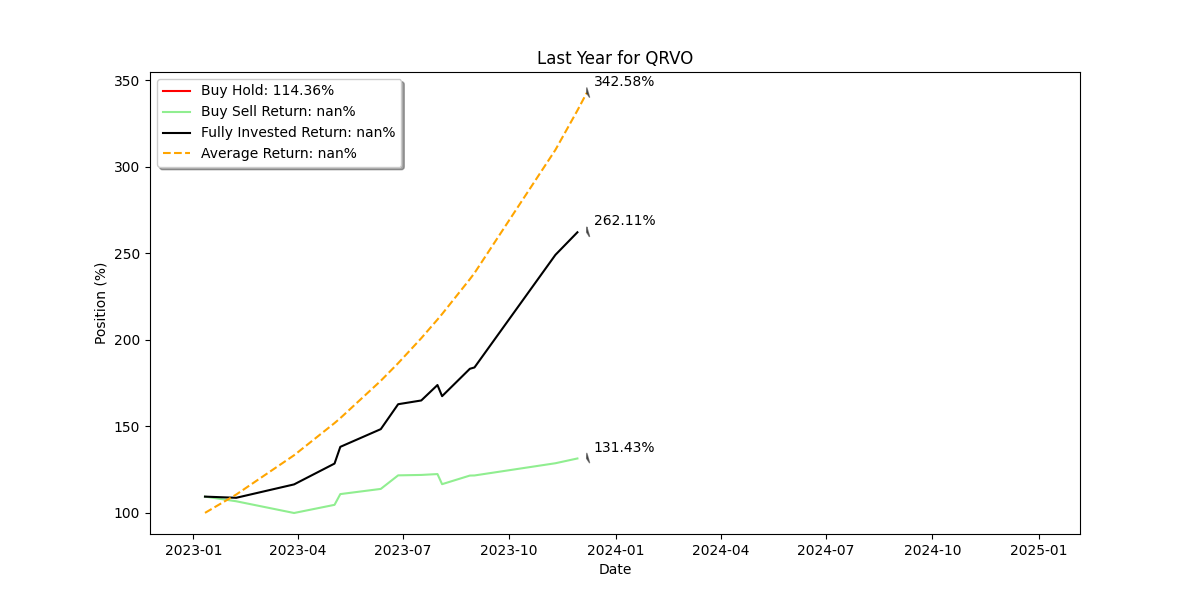 Last Year for QRVO
Buy Hold: 114.36%
Buy Sell Return: nan%
Fully Invested Return: nan%
Average Return: nan%
342.58%
262.11%
131.43%
350
300
250
200
150
100
Position (%)
2023-01 2023-04 2023-07 2023-10 2024-01 2024-04 2024-07 2024-10 2025-01
Date